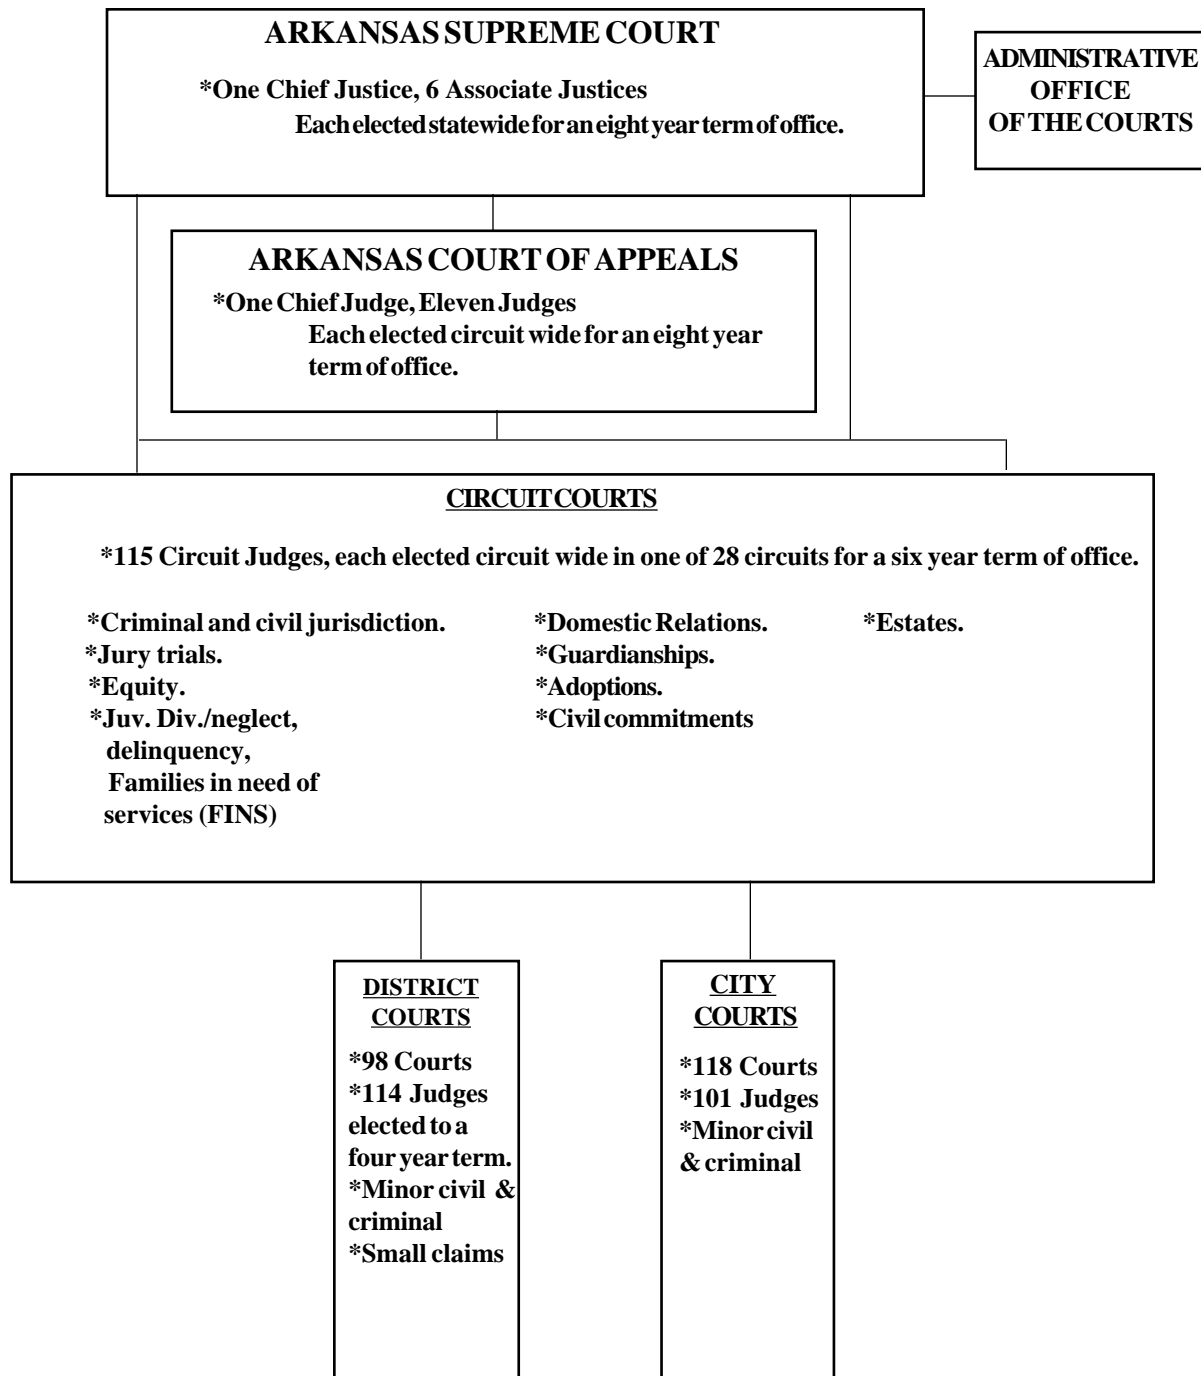 ARKANSAS SUPREME COURT
*One Chief Justice, 6 Associate Justices
Each elected statewide for an eight year term of office.
ADMINISTRATIVE
OFFICE
OF THE COURTS
ARKANSAS COURT OF APPEALS
*One Chief Judge, Eleven Judges
Each elected circuit wide for an eight year
term of office.
CIRCUIT COURTS
*115 Circuit Judges, each elected circuit wide in one of 28 circuits for a six year term of office.
*Criminal and civil jurisdiction.
*Jury trials.
*Equity.
*Juv. Div./neglect,
delinquency,
Families in need of
services (FINS)
*Domestic Relations.
*Guardianships.
*Adoptions.
*Civil commitments
*Estates.
DISTRICT
COURTS
*98 Courts
*114 Judges
elected to a
four year term.
*Minor civil &
criminal
*Small claims
CITY
COURTS
*118 Courts
*101 Judges
*Minor civil
& criminal